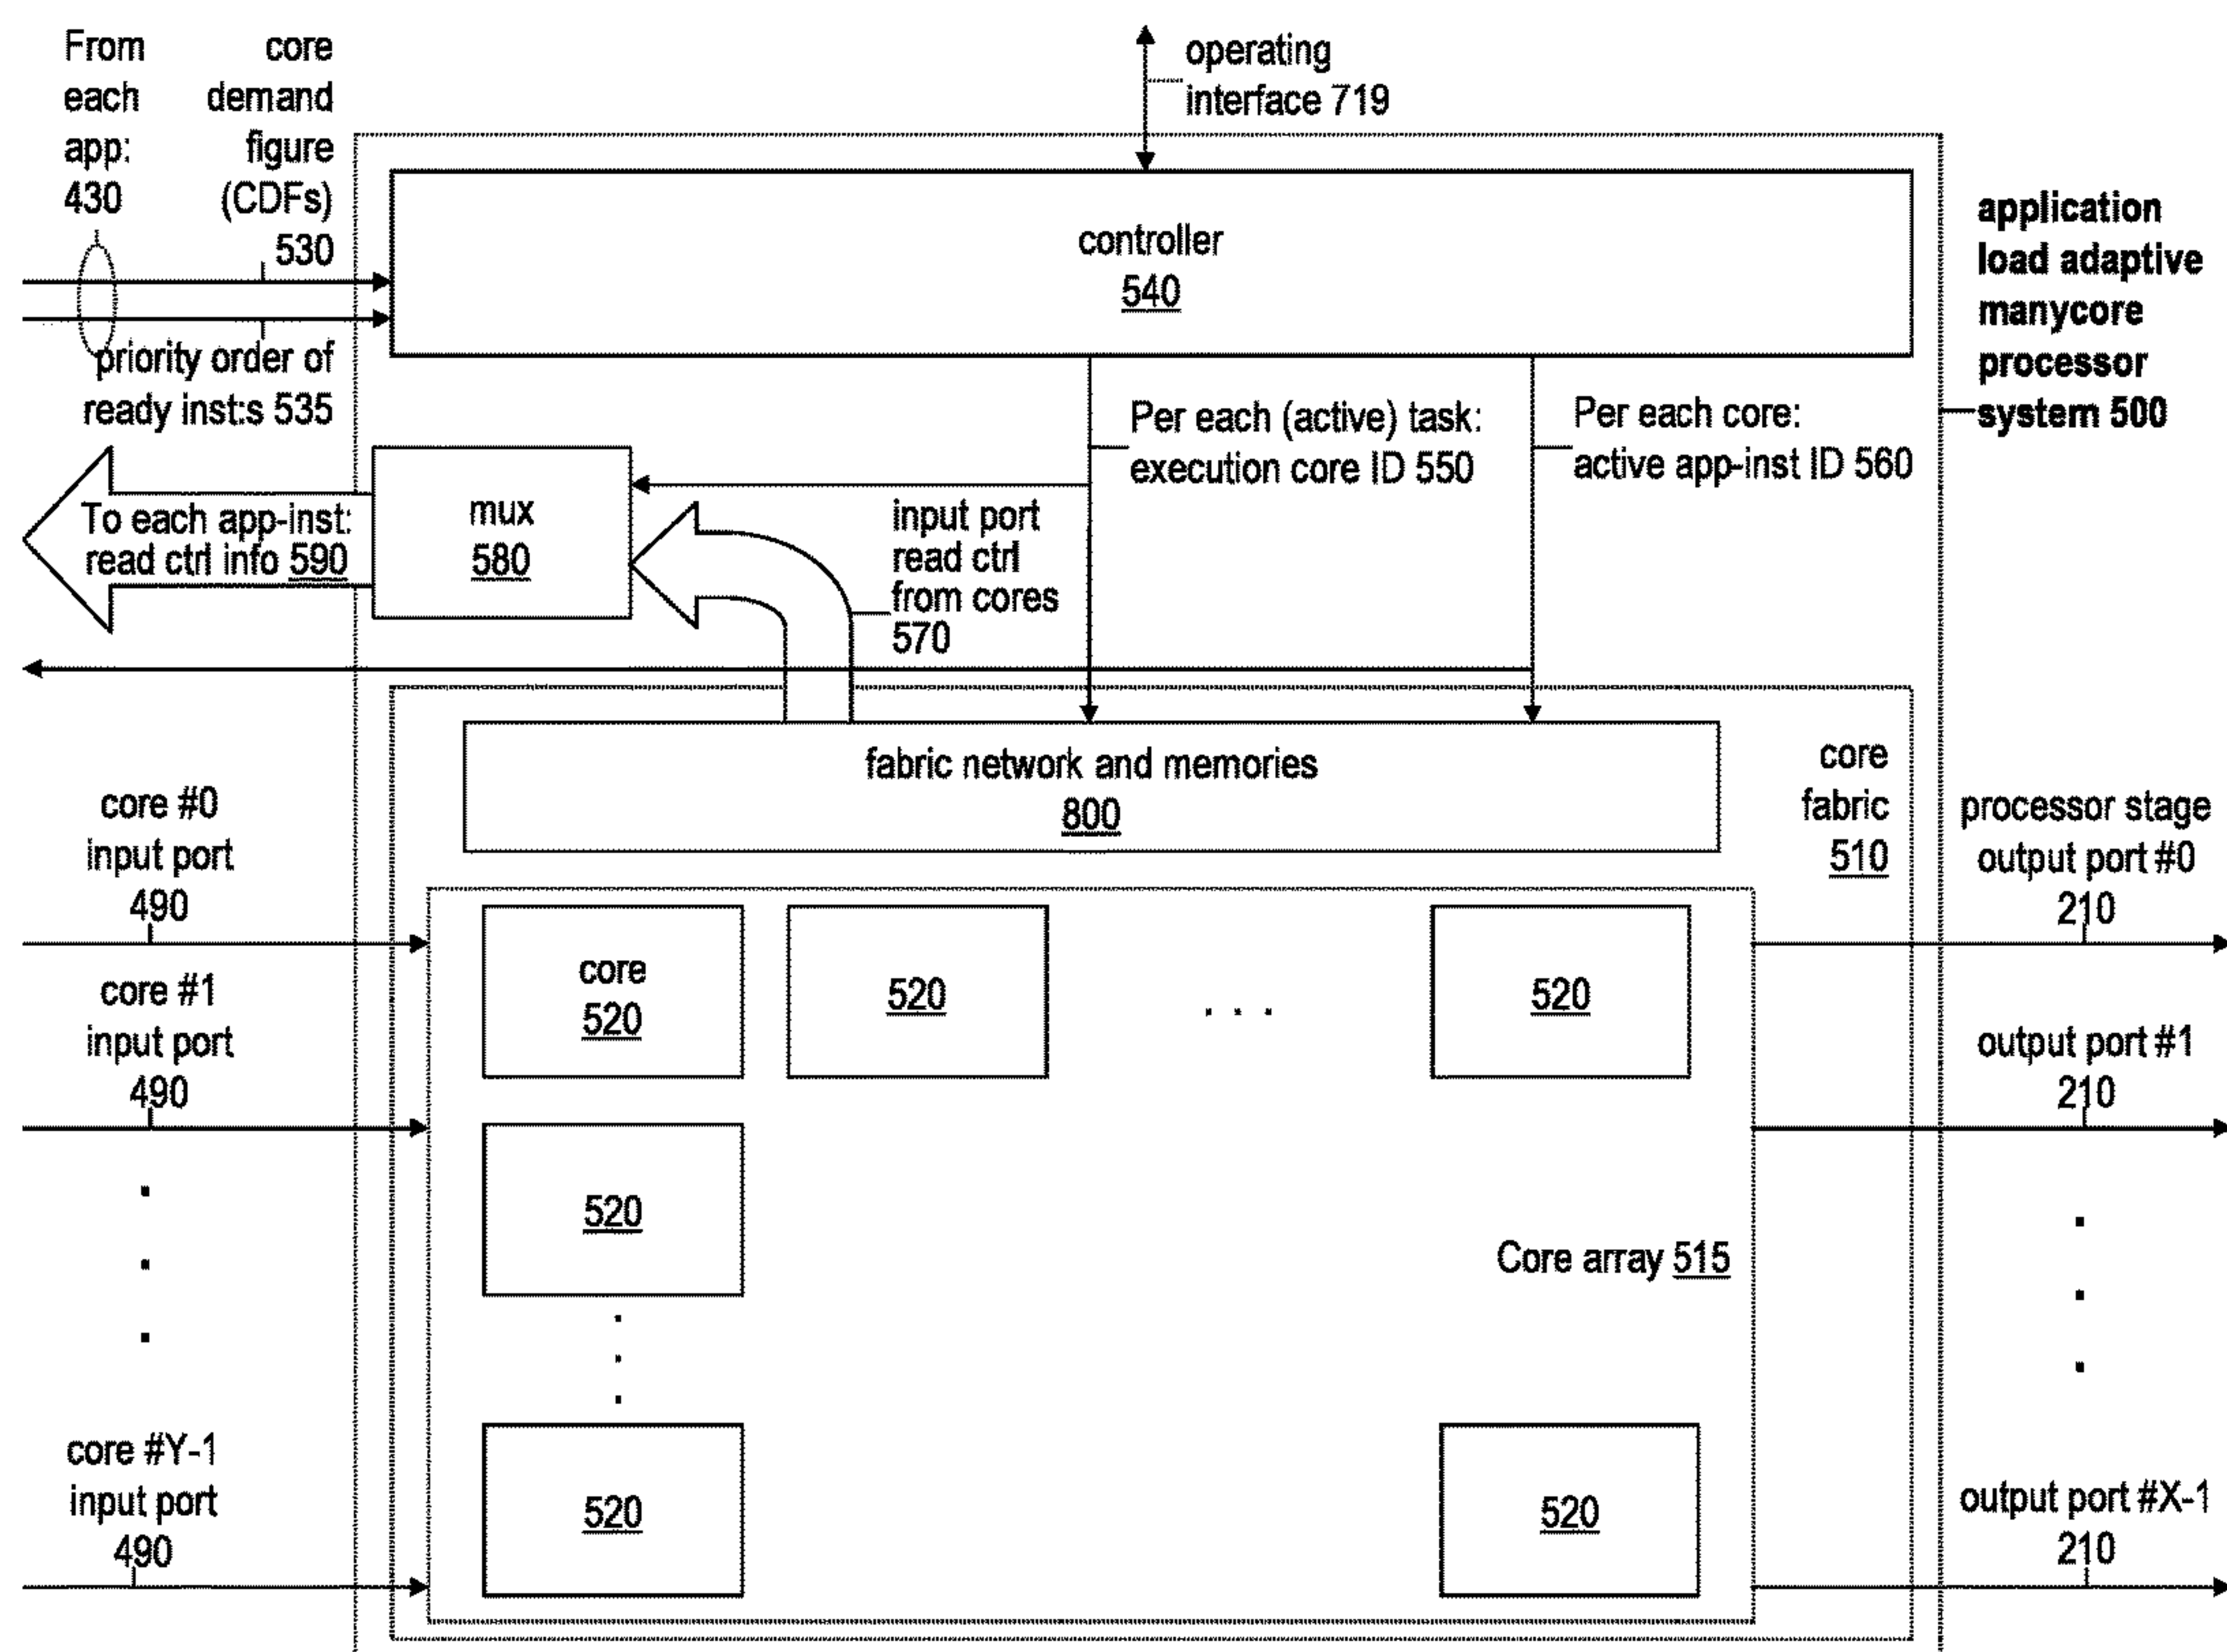 From
each
app:
430
core
demand
figure
(CDFs)
530
operating
interface 719
controller
540
application
load adaptive
manycore
processor
system 500
priority order of
ready inst:s 535
Per each (active) task:
execution core ID 550
Per each core:
active app-inst ID 560
To each app-inst:
read ctrl info 590
mux
580
input port
read ctrl
from cores
570
fabric network and memories
800
core
fabric
510
core #0
input port
490
processor stage
output port #0
210
core
520
520
. . .
520
core #1
input port
490
output port #1
210
520
Core array 515
core #Y-1
input port
490
520
520
output port #X-1
210